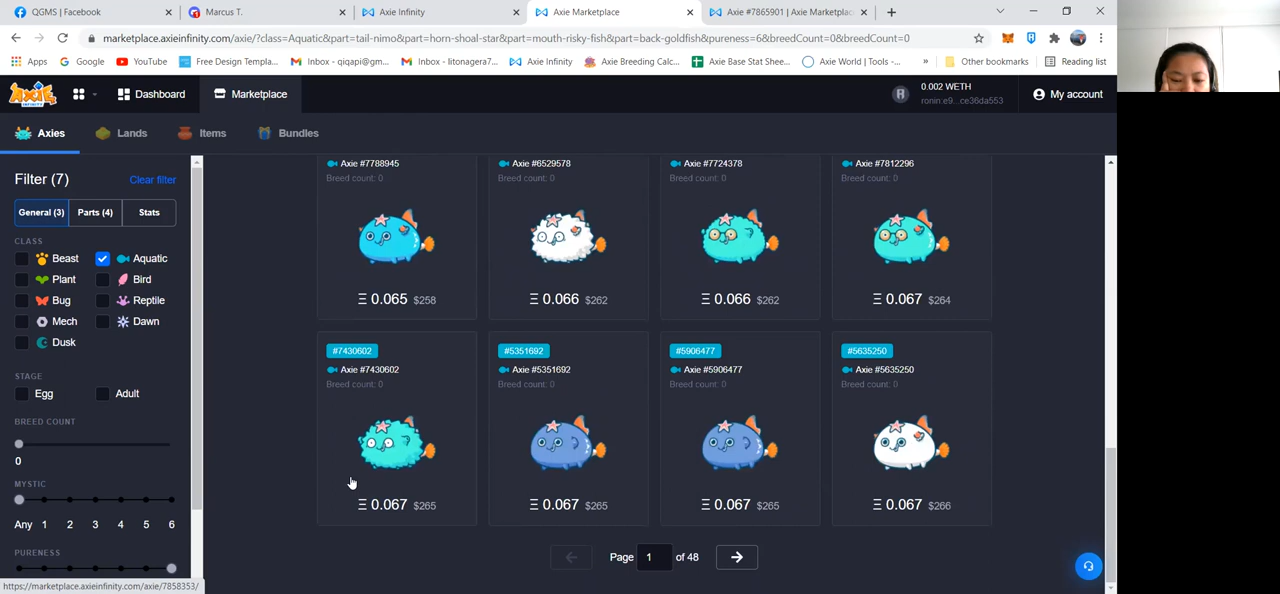 QGMS | Facebook
Marcus T.
Axie Infinity
Axie Marketplace
Axie #7865901 | Axie Marketplac
marketplace.axieinfinity.com/axie/?class=Aquatic&part=tail-nimo&part=horn-shoal-star&part=mouth-risky-fish&part=back-goldfish&pureness=6&breedCount=0&breedCount=0
Apps
Google
YouTube
Free Design Templa...
Inbox - qiqapi@gm...
Inbox - litonagera7...
Axie Infinity
Axie Breeding Calc...
Axie Base Stat Shee...
Axie World | Tools -...
»
Other bookmarks
Reading list
AXIE
INFINITY
Dashboard
Marketplace
0.002 WETH
ronin:e9...ce36da553
My account
Axies
Lands
Items
Bundles
Filter (7)
Clear filter
General (3)
Parts (4)
Stats
CLASS
Beast
Aquatic
Plant
Bird
Bug
Reptile
Mech
Dawn
Dusk
STAGE
Egg
Adult
BREED COUNT
0
MYSTIC
Any 1 2 3 4 5 6
PURENESS
Axie #7788945
Breed count: 0
Ξ 0.065 $258
Axie #6529578
Breed count: 0
Ξ 0.066 $262
Axie #7724378
Breed count: 0
Ξ 0.066 $262
Axie #7812296
Breed count: 0
Ξ 0.067 $264
#7430602
Axie #7430602
Breed count: 0
Ξ 0.067 $265
#5351692
Axie #5351692
Breed count: 0
Ξ 0.067 $265
#5906477
Axie #5906477
Breed count: 0
Ξ 0.067 $265
#5635250
Axie #5635250
Breed count: 0
Ξ 0.067 $266
Page 1 of 48
https://marketplace.axieinfinity.com/axie/7858353/